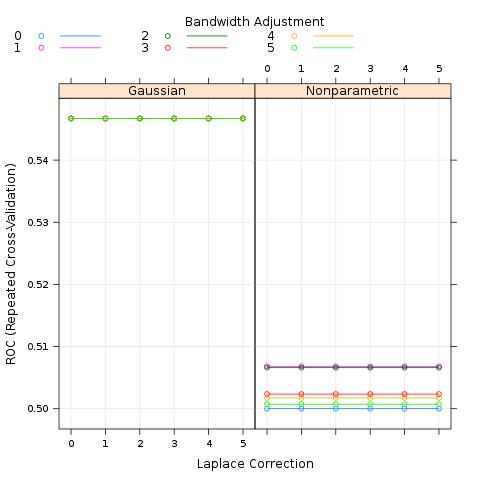 Bandwidth Adjustment
0 2 4
1 3 5
0 1 2 3 4 5
Gaussian Nonparametric
0.54
0.53
0.52
0.51
0.50
ROC (Repeated Cross-Validation)
0 1 2 3 4 5
Laplace Correction